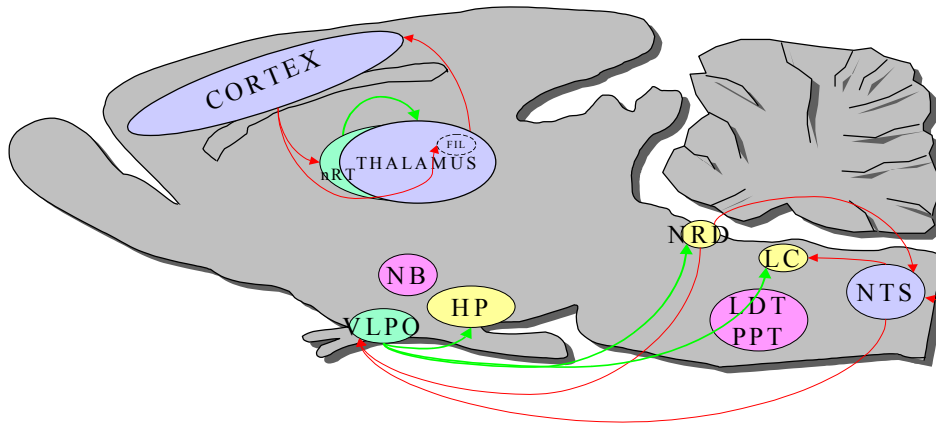 CORTEX
FIL
THALAMUS
nRT
NRD
LC
NB
NTS
HP
LDT
VLPO
PPT